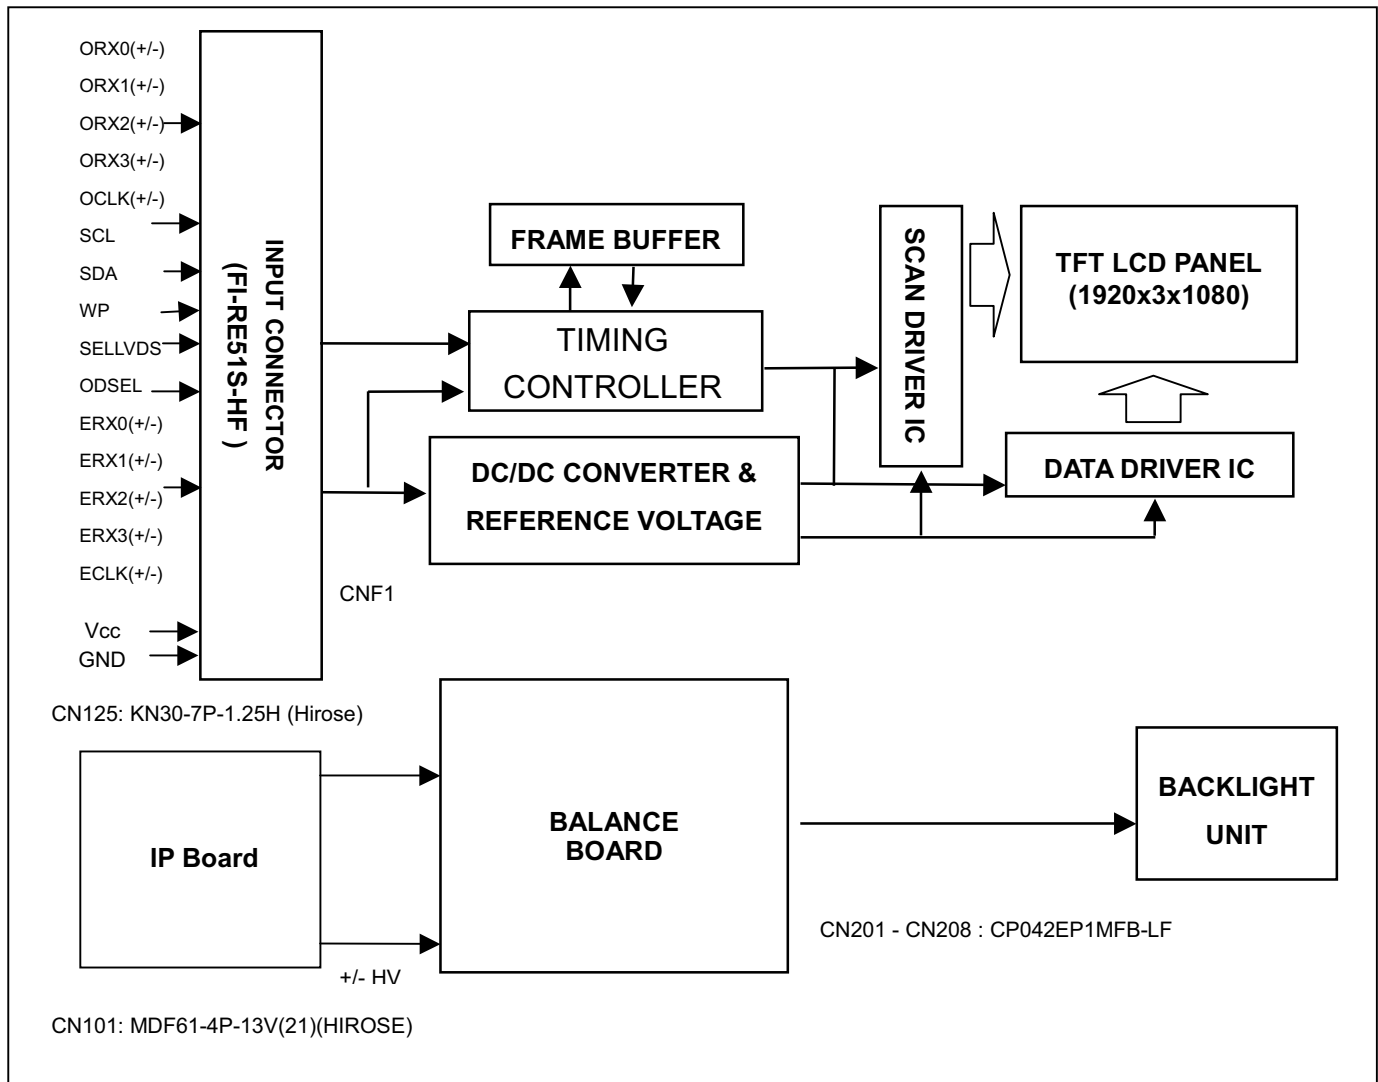 ORX0(+/-)
ORX1(+/-)
ORX2(+/-)
ORX3(+/-)
OCLK(+/-)
SCL
SDA
WP
SELLVDS
ODSEL
ERX0(+/-)
ERX1(+/-)
ERX2(+/-)
ERX3(+/-)
ECLK(+/-)
Vcc
GND
INPUT CONNECTOR
(FI-RE51S-HF )
FRAME BUFFER
TIMING
CONTROLLER
DC/DC CONVERTER &
REFERENCE VOLTAGE
CNF1
SCAN DRIVER IC
TFT LCD PANEL
(1920x3x1080)
DATA DRIVER IC
CN125: KN30-7P-1.25H (Hirose)
IP Board
+/- HV
BALANCE
BOARD
BACKLIGHT
UNIT
CN201 - CN208 : CP042EP1MFB-LF
CN101: MDF61-4P-13V(21)(HIROSE)